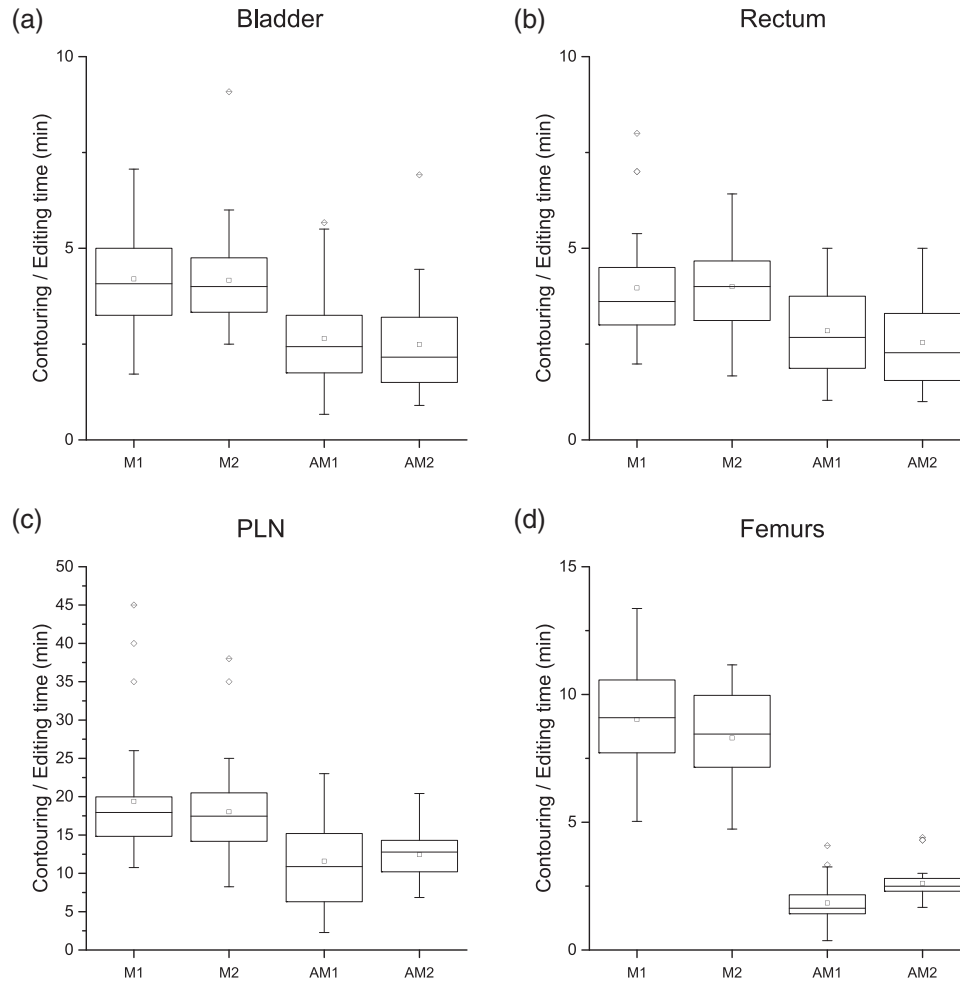 (a) Bladder
Contouring / Editing time (min)
10
5
0
M1 M2 AM1 AM2
(b) Rectum
Contouring / Editing time (min)
10
5
0
M1 M2 AM1 AM2
(c) PLN
Contouring / Editing time (min)
50
45
40
35
30
25
20
15
10
5
0
M1 M2 AM1 AM2
(d) Femurs
Contouring / Editing time (min)
15
10
5
0
M1 M2 AM1 AM2